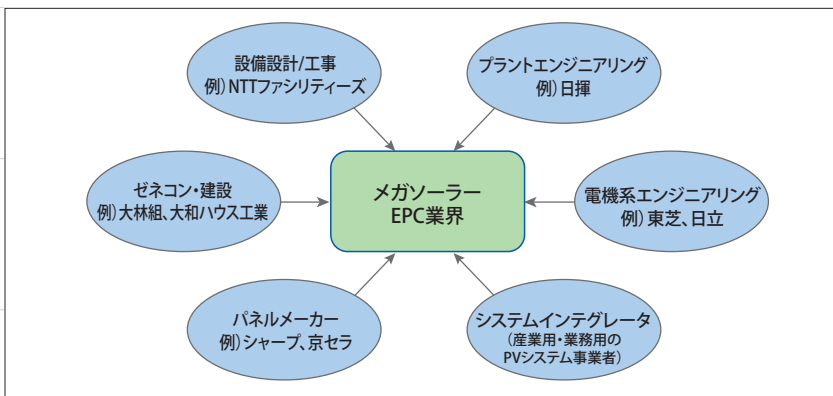 設備設計/工事
例）NTTファシリティーズ
プラントエンジニアリング
例）日揮
ゼネコン・建設
例）大林組、大和ハウス工業
メガソーラー
EPC業界
電機系エンジニアリング
例）東芝、日立
パネルメーカー
例）シャープ、京セラ
システムインテグレータ
（産業用・業務用の
PVシステム事業者）